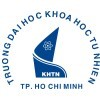 TRƯỜNG ĐẠI HỌC KHOA HỌC TỰ NHIÊN
KHTN
TP. HỒ CHÍ MINH